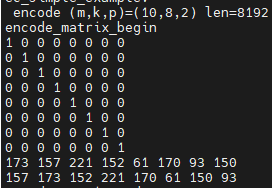 ec_simple_example:
encode (m,k,p)=(10,8,2) len=8192
encode_matrix_begin
1 0 0 0 0 0 0 0
0 1 0 0 0 0 0 0
0 0 1 0 0 0 0 0
0 0 0 1 0 0 0 0
0 0 0 0 1 0 0 0
0 0 0 0 0 1 0 0
0 0 0 0 0 0 1 0
0 0 0 0 0 0 0 1
173 157 221 152 61 170 93 150
157 173 152 221 170 61 150 93